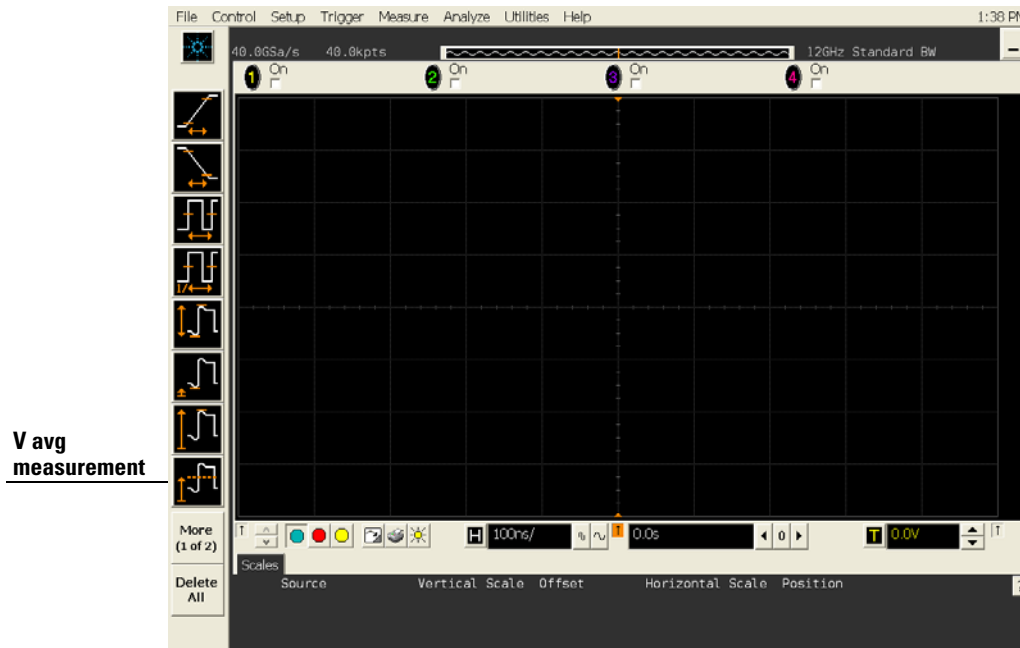 File Control Setup Trigger Measure Analyze Utilities Help 1:38 PM
40.0GSa/s 40.0kpts 12GHz Standard BW
1 On 2 On 3 On 4 On
1/
V avg
measurement
More
(1 of 2)
Delete
All
H 100ns/ 0.0s 0 T 0.0V
Scales
Source Vertical Scale Offset Horizontal Scale Position